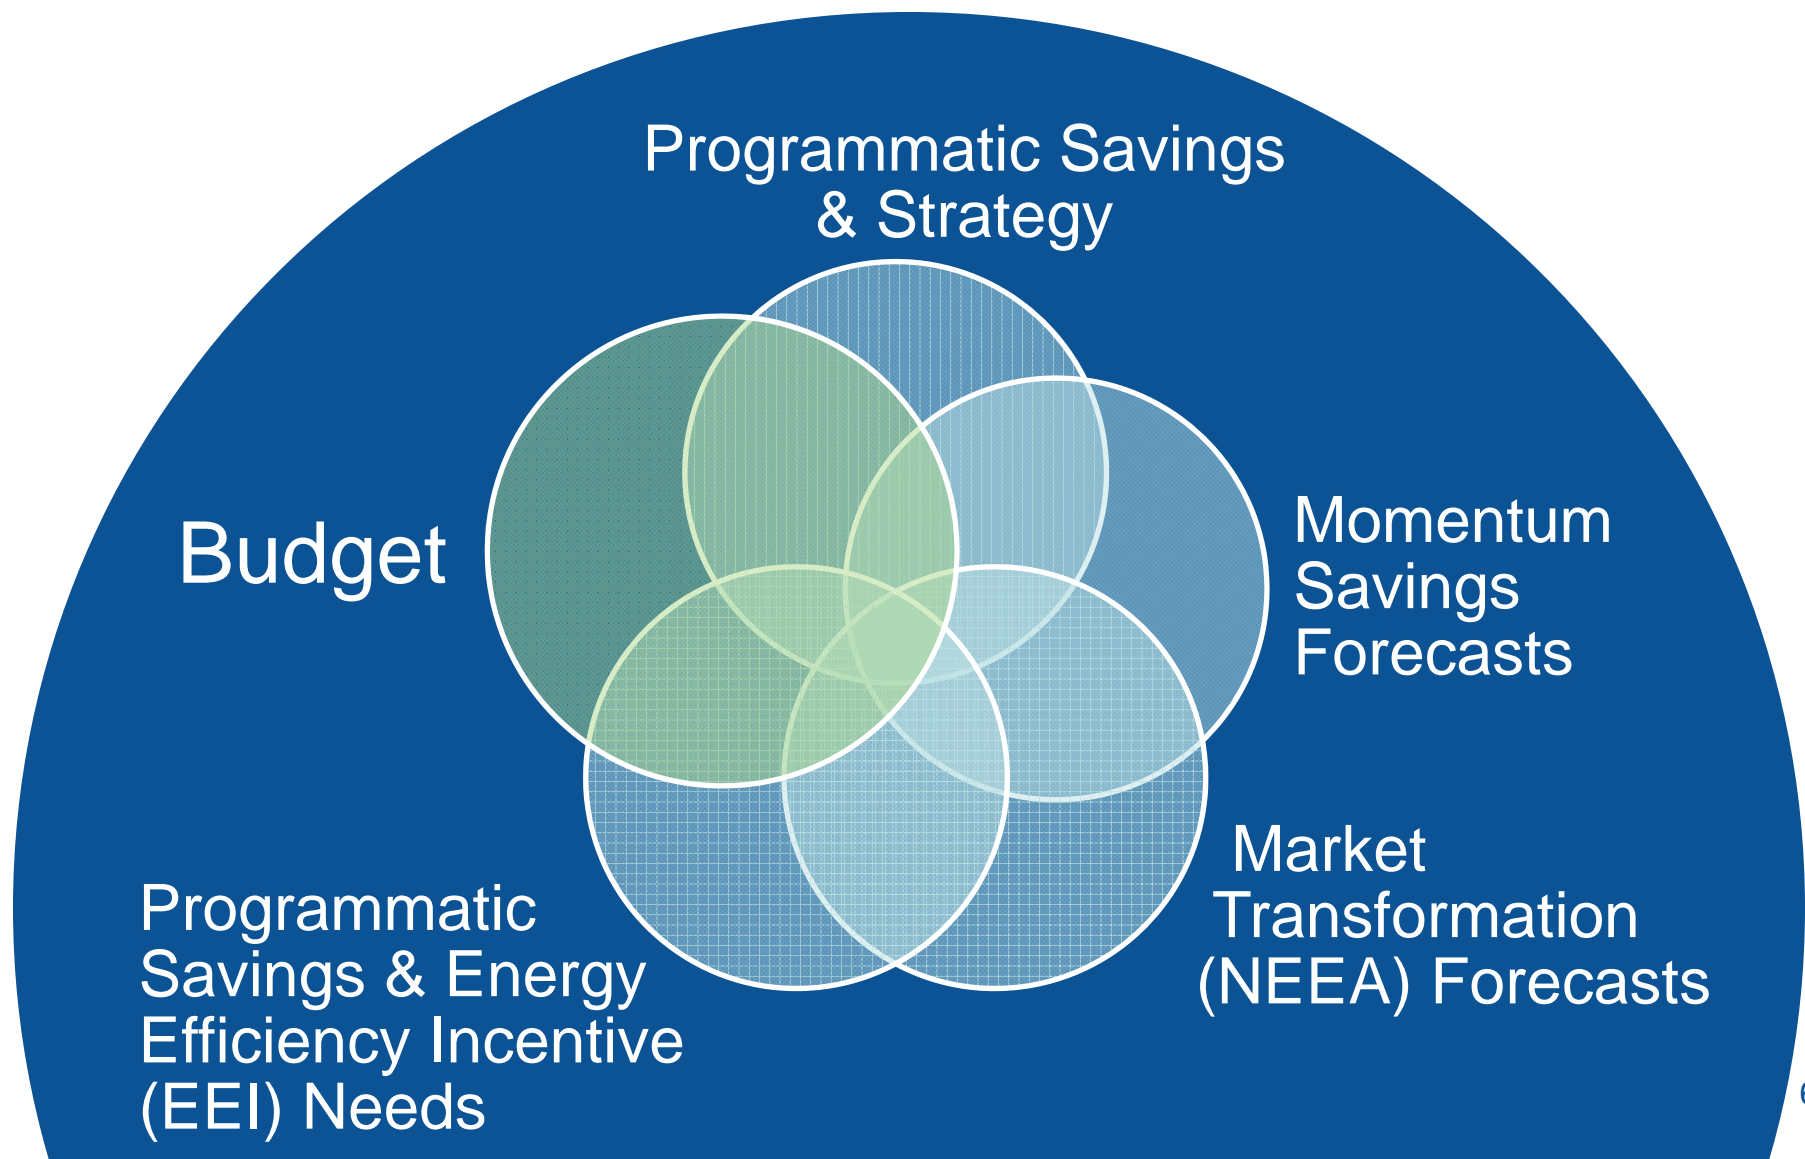 Programmatic Savings
& Strategy
Budget
Momentum
Savings
Forecasts
Market
Transformation
(NEEA) Forecasts
Programmatic
Savings & Energy
Efficiency Incentive
(EEI) Needs